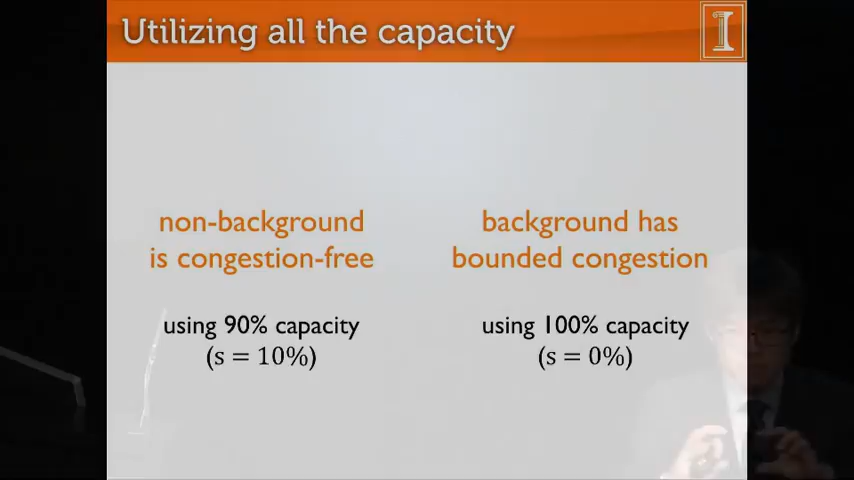 Utilizing all the capacity
non-background
is congestion-free
background has
bounded congestion
using 90% capacity
(s = 10%)
using 100% capacity
(s = 0%)